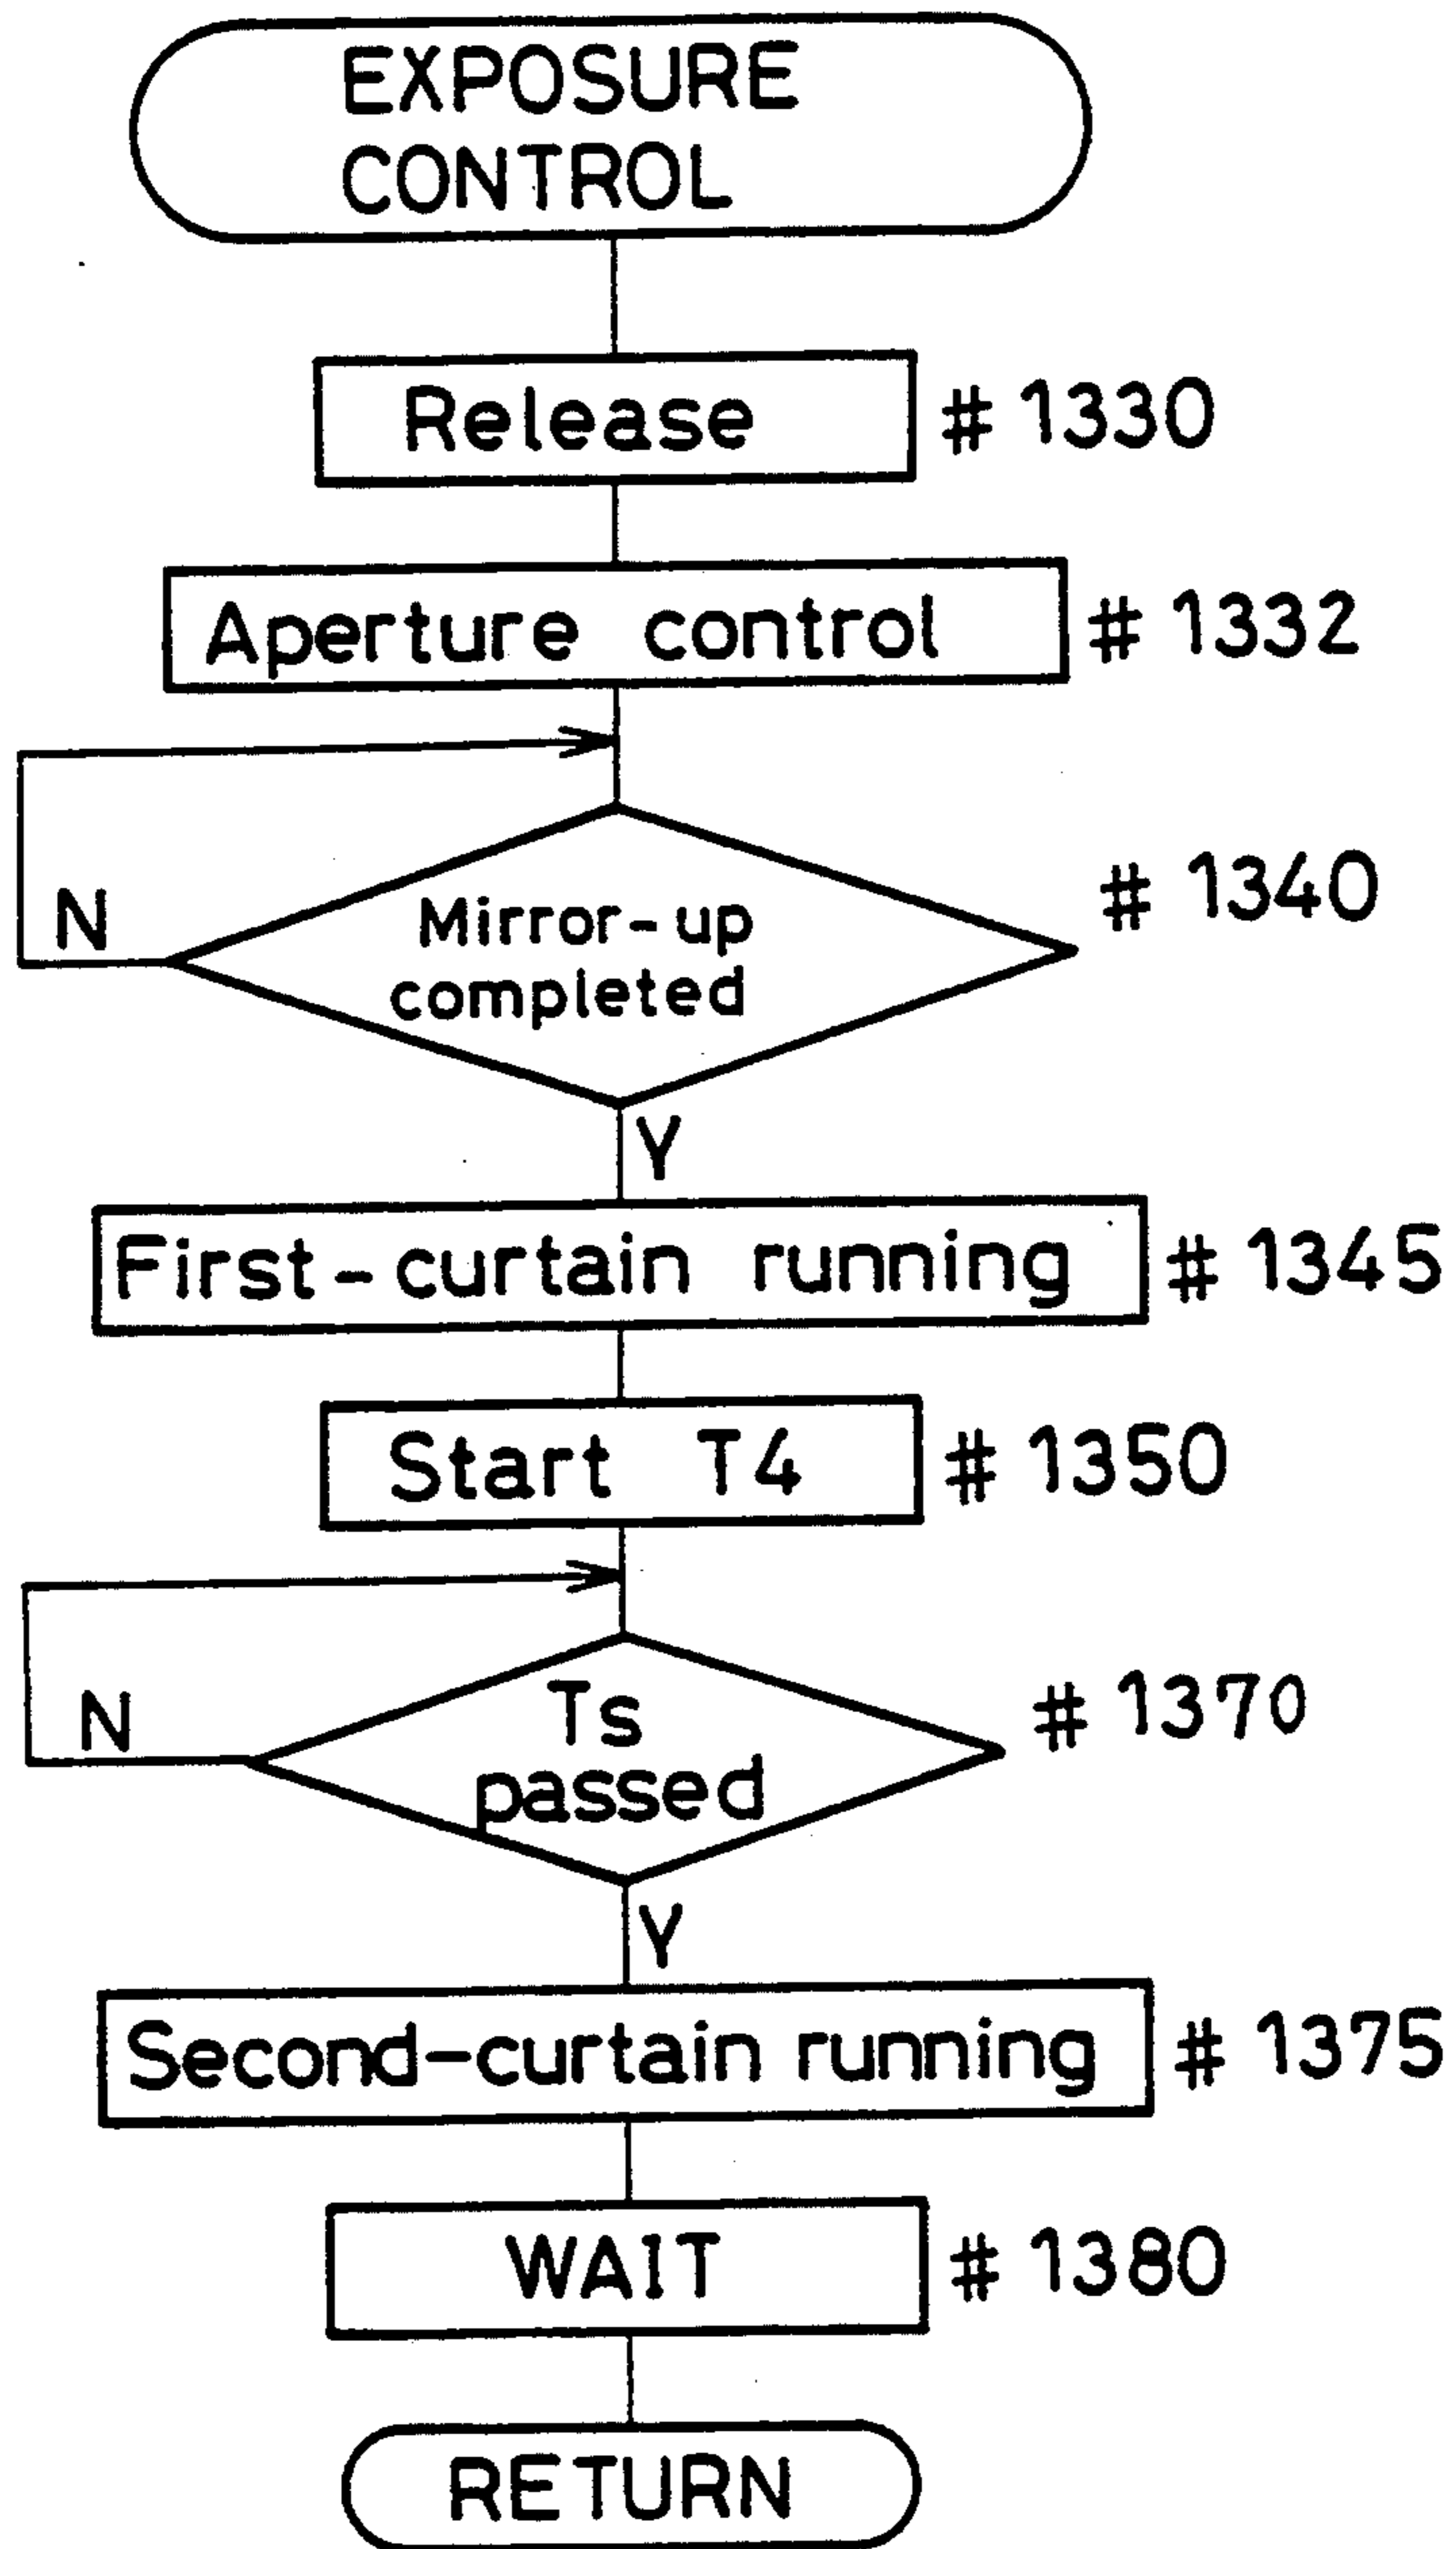 EXPOSURE
CONTROL
Release # 1330
Aperture control # 1332
# 1340
N
Mirror-up
completed
Y
First-curtain running # 1345
Start T4 # 1350
Ts
# 1370
N
passed
Y
Second-curtain running # 1375
WAIT # 1380
RETURN